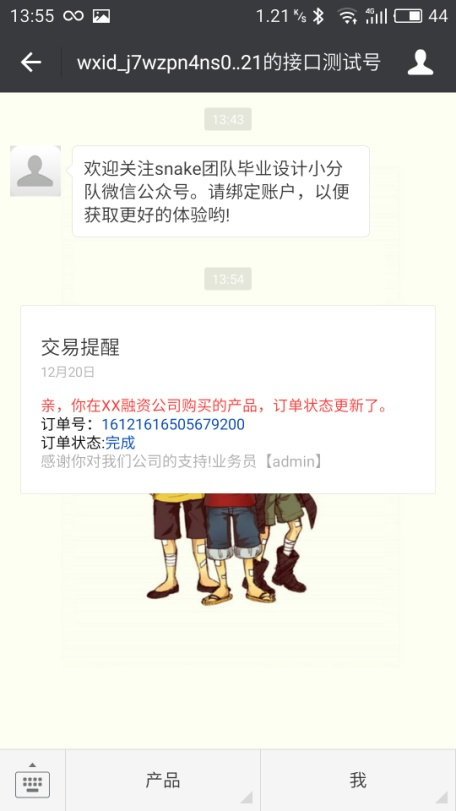 13:55 1.21 K/s 4G 44
wxid_j7wzpn4ns0..21的接口测试号
13:43
欢迎关注snake团队毕业设计小分
队微信公众号。请绑定账户，以便
获取更好的体验哟!
13:54
交易提醒
12月20日
亲，你在XX融资公司购买的产品，订单状态更新了。
订单号：16121616505679200
订单状态:完成
感谢你对我们公司的支持!业务员【admin】
产品 我